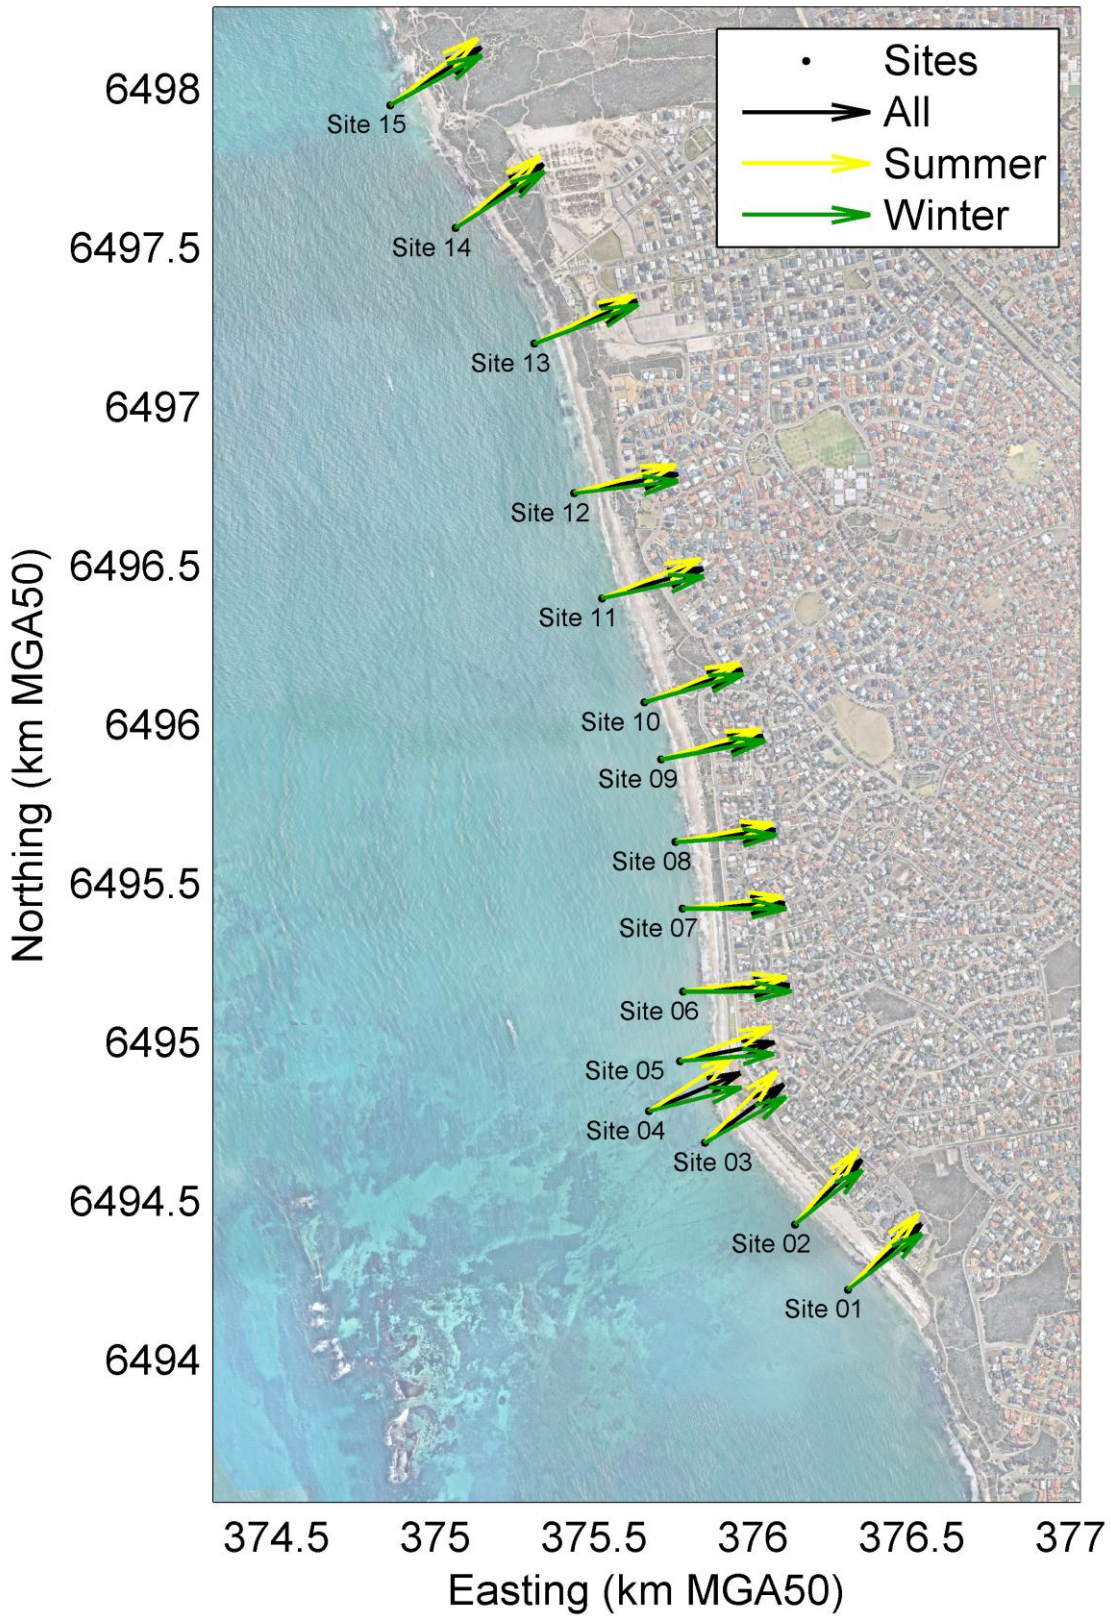 6498
6497.5
6497
6496.5
6496
6495.5
6495
6494.5
6494
Northing (km MGA50)
Sites
All
Summer
Winter
Site 15
Site 14
Site 13
Site 12
Site 11
Site 10
Site 09
Site 08
Site 07
Site 06
Site 05
Site 04
Site 03
Site 02
Site 01
374.5 375 375.5 376 376.5 377
Easting (km MGA50)